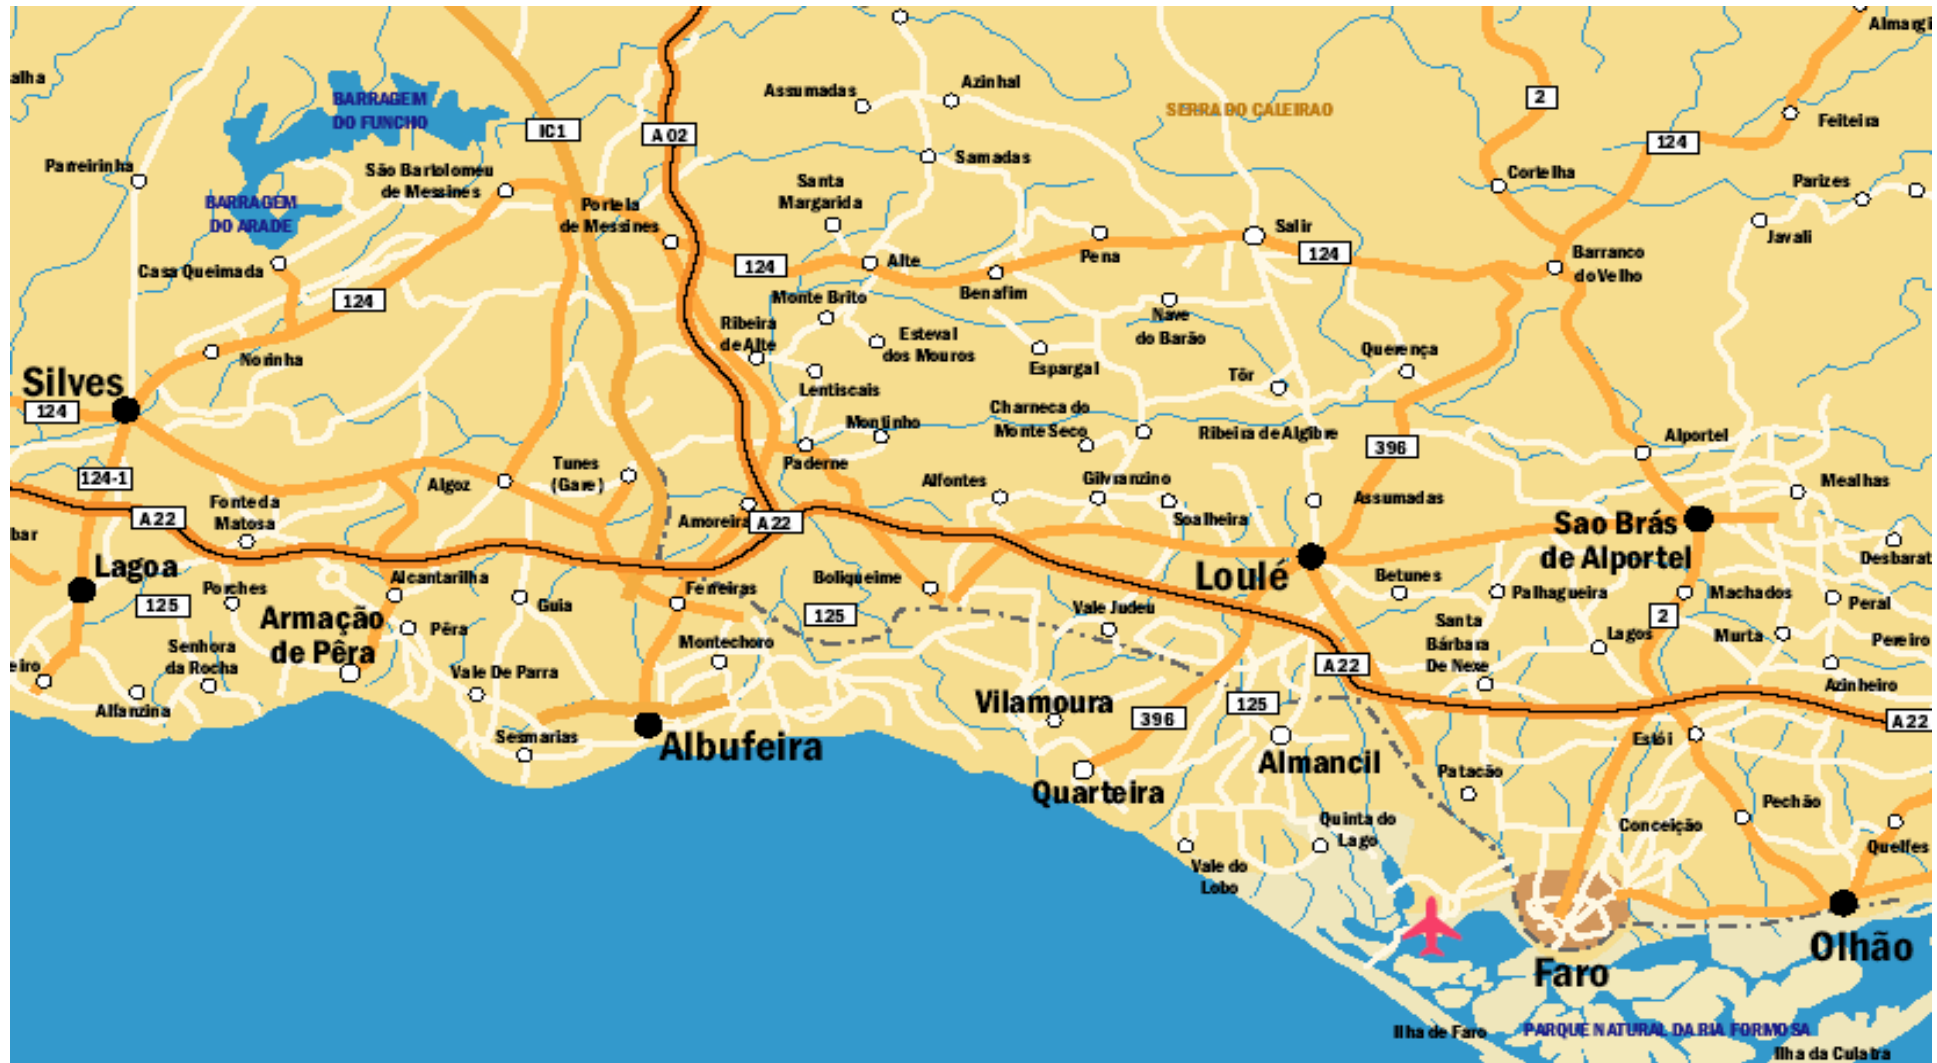 Almargi
alha
Azinhal
Assumadas
BARRAGEM
DO FUNCHO
2
SERRA DO CALEIRAO
Feiteira
IC1
A 02
124
Parreirinha
São Bartolomeu
de Messines
Samadas
Cortelha
Santa
Margarida
Parizes
BARRAGEM
DO ARADE
Portela
de Messines
Salir
Javali
Casa Queimada
124
Alte
Pena
124
Barranco
do Velho
124
Monte Brito
Benafim
Nave
do Barão
Ribeira
de Alte
Esteval
dos Mouros
Norinha
Espargal
Querença
Silves
124
Lentiscais
Tôr
Charneca do
Monte Seco
Montinho
Ribeira de Algibre
396
Alportel
Paderne
124-1
Tunes
(Gare)
Algoz
Alfontes
Gilvranzino
Assumadas
Mealhas
Fonte da
Matosa
A 22
Amoreira
A 22
Soalheira
Sao Brás
de Alportel
bar
Desbarat
Lagoa
125
Porches
Alcantarilha
Guia
Ferreiras
Boliqueime
125
Vale Judeu
Loulé
Betunes
Palhagueira
Machados
Peral
Armação
de Pêra
Pêra
Montechoro
Santa
Bárbara
De Nexe
Lagos
2
Murta
Pereiro
Senhora
da Rocha
eiro
Vale De Parra
A 22
Azinheiro
Alfanzina
Vilamoura
396
125
A 22
Sesmarias
Albufeira
Estói
Almancil
Patacão
Quarteira
Pechão
Quinta do
Lago
Conceição
Quelfes
Vale do
Lobo
Olhão
Faro
Ilha de Faro
PARQUE NATURAL DA RIA FORMOSA
Ilha da Culatra